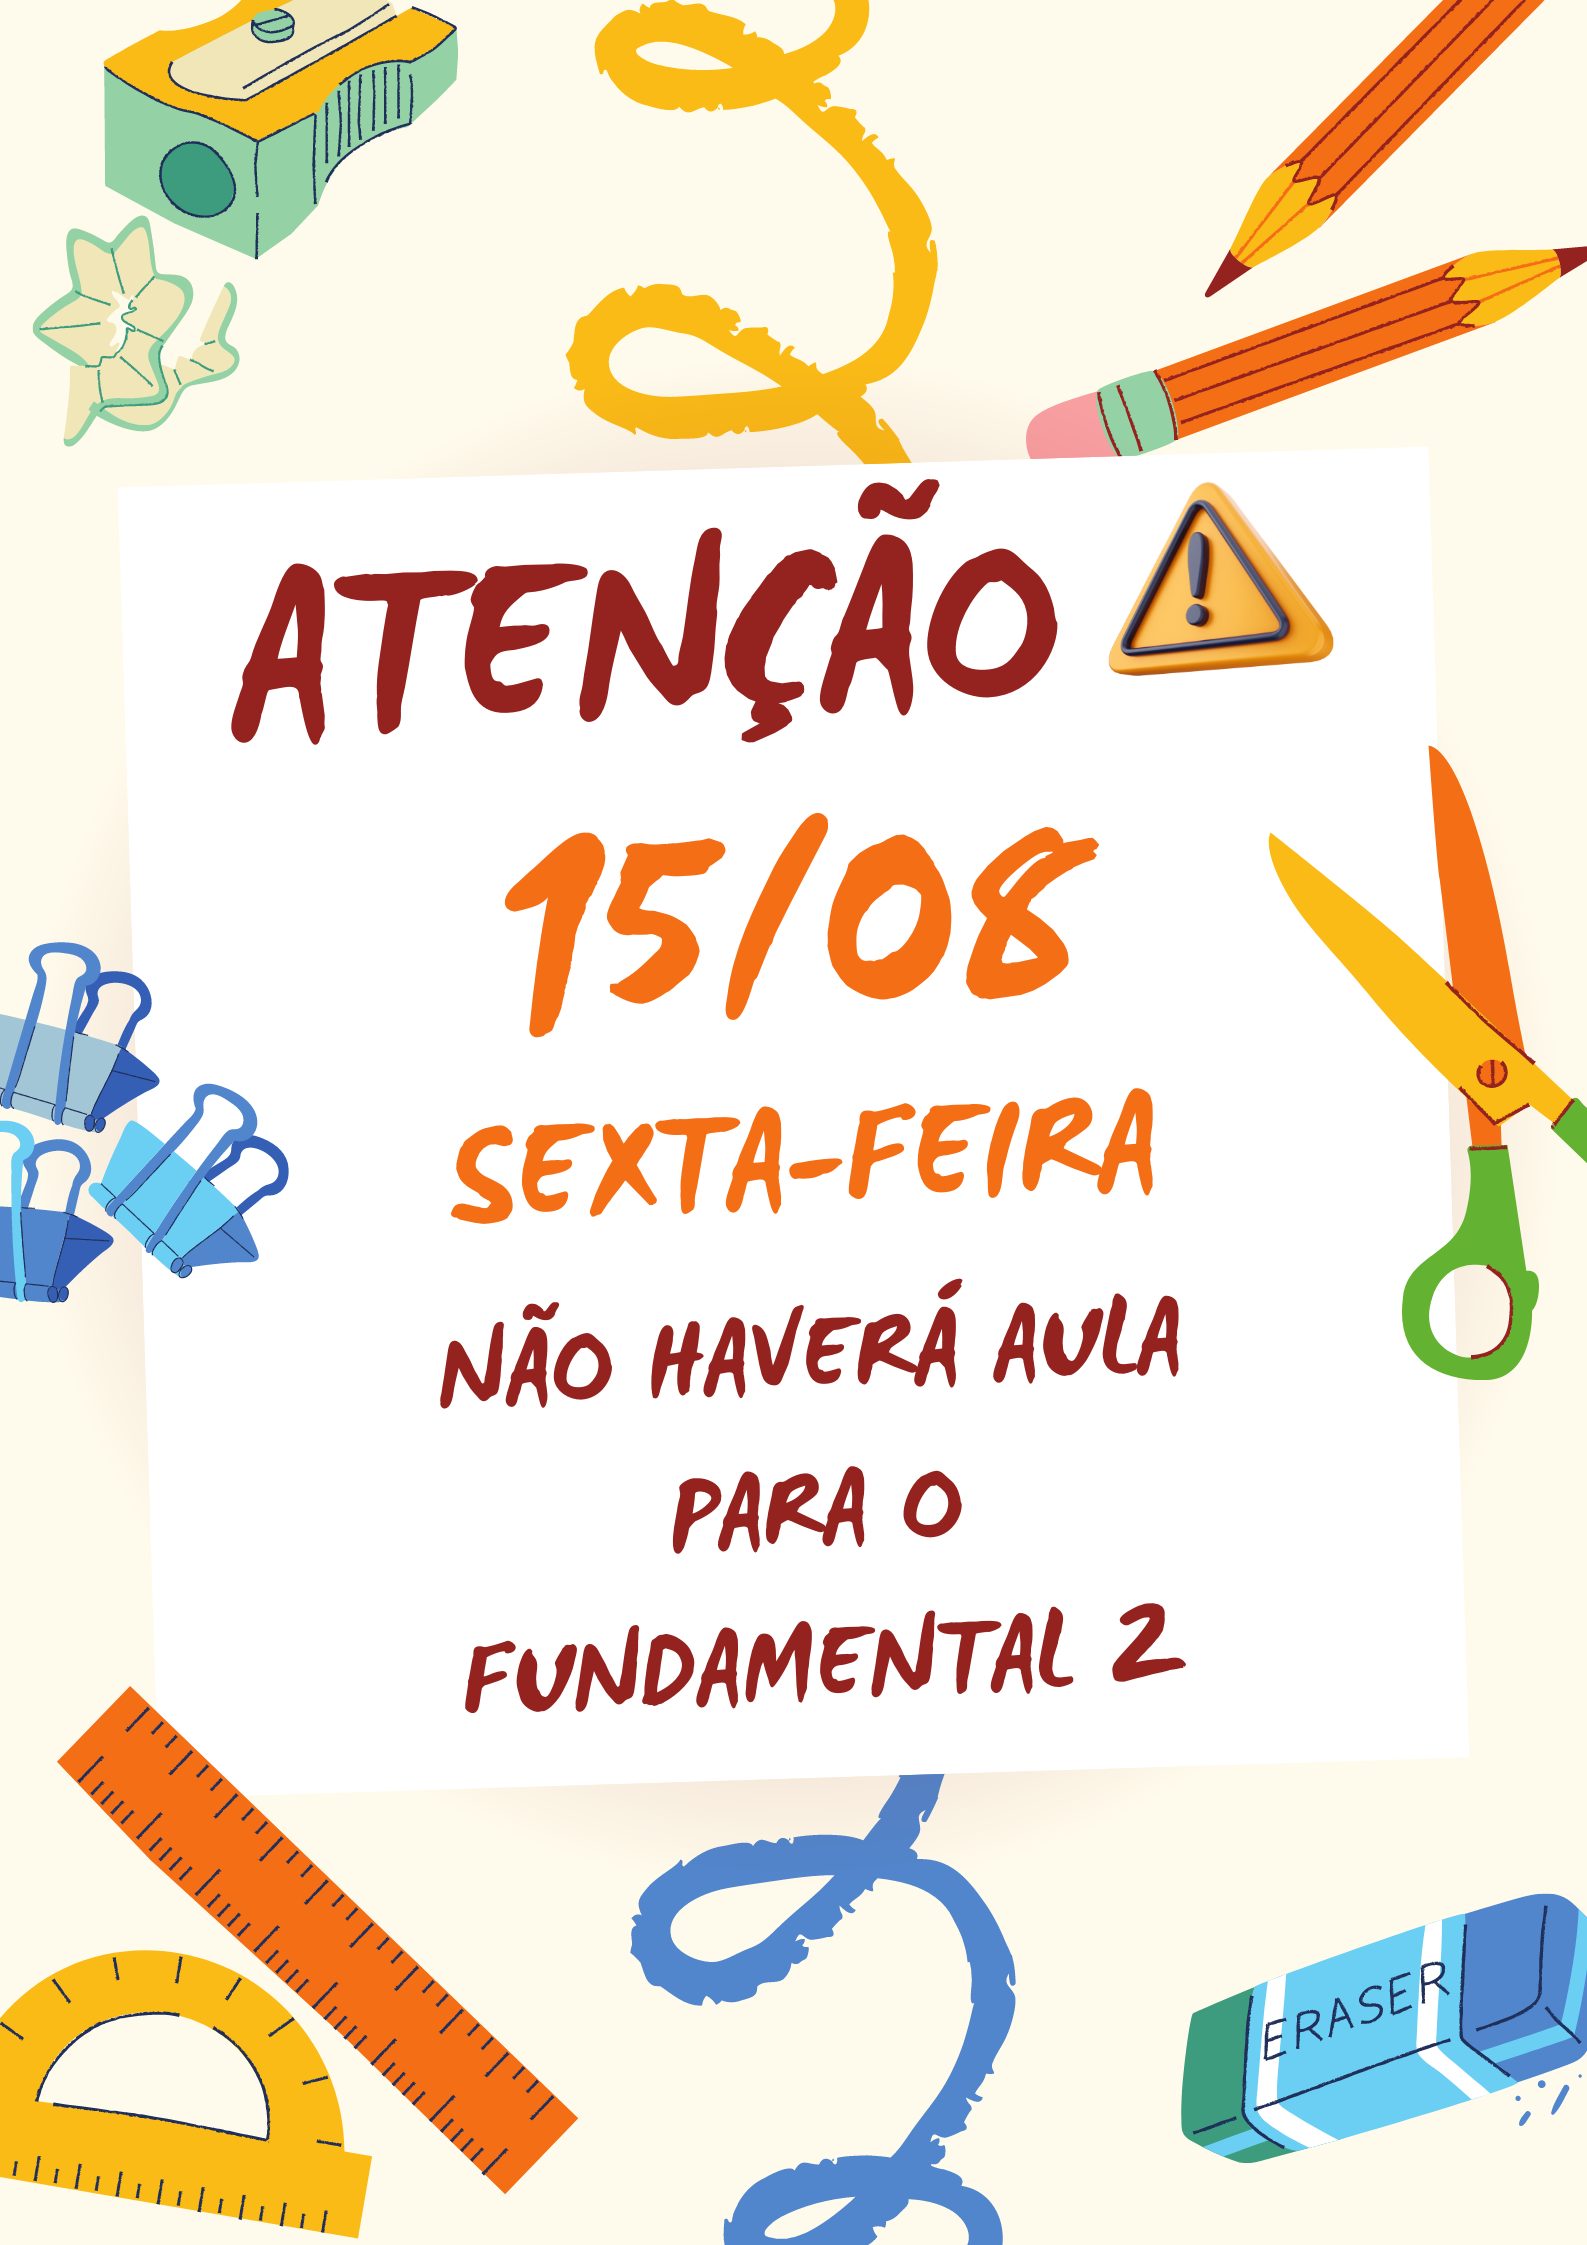 ATENÇÃO
15/08
SEXTA-FEIRA
NÃO HAVERÁ AULA
PARA O
FUNDAMENTAL 2
ERASER